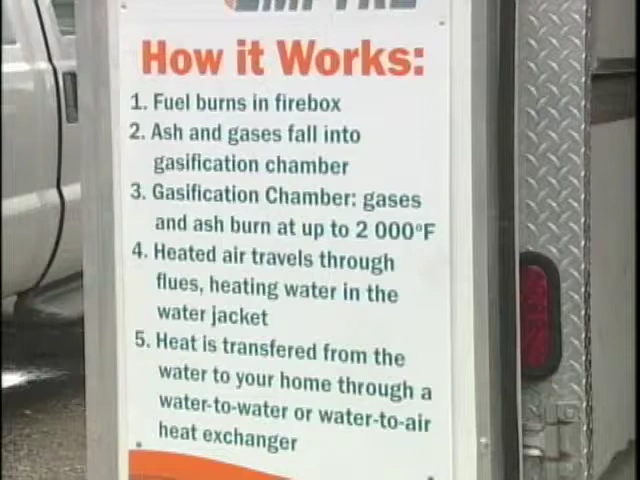 How it Works:
1. Fuel burns in firebox
2. Ash and gases fall into
gasification chamber
3. Gasification Chamber: gases
and ash burn at up to 2 000°F
4. Heated air travels through
flues, heating water in the
water jacket
5. Heat is transfered from the
water to your home through a
water-to-water or water-to-air
heat exchanger